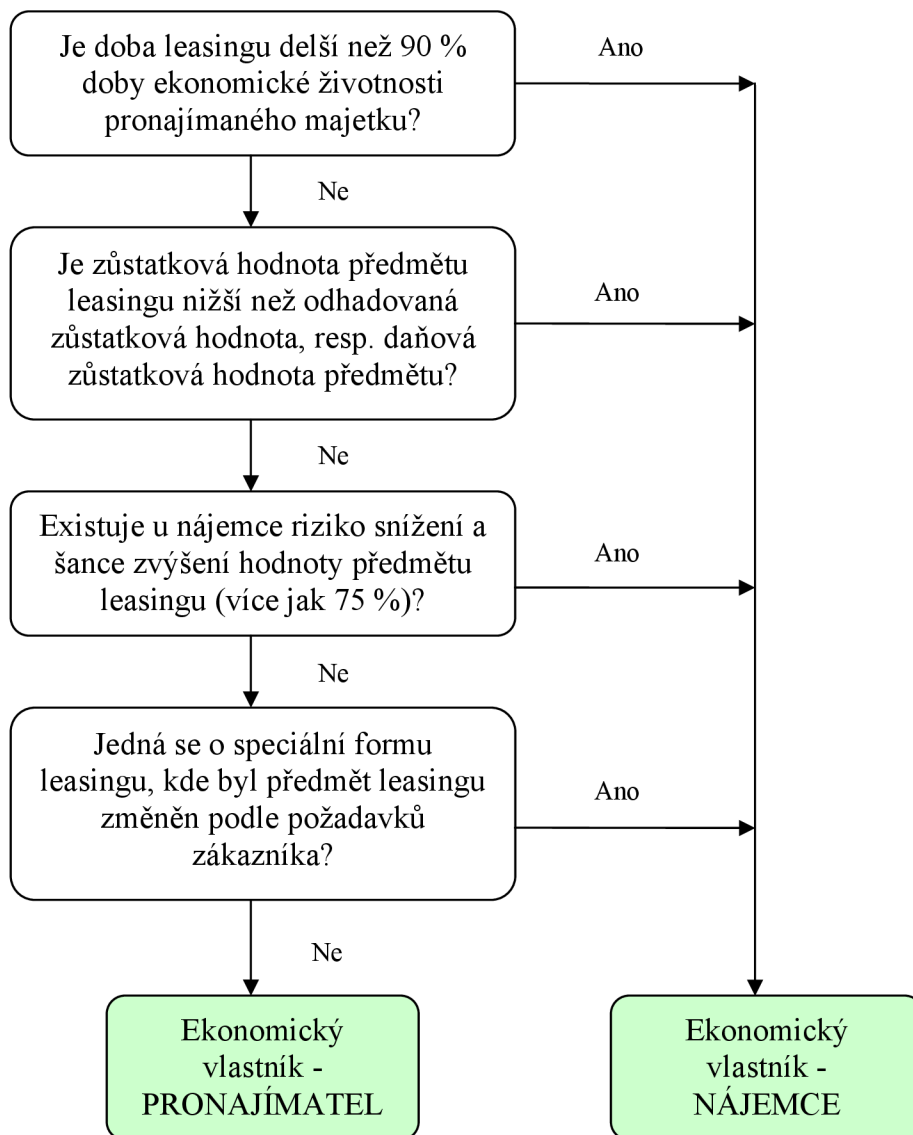 Je doba leasingu delší než 90 %
doby ekonomické životnosti
pronajímaného majetku?
Ano
Ne
Je zůstatková hodnota předmětu
leasingu nižší než odhadovaná
zůstatková hodnota, resp. daňová
zůstatková hodnota předmětu?
Ano
Ne
Existuje u nájemce riziko snížení a
šance zvýšení hodnoty předmětu
leasingu (více jak 75 %)?
Ano
Ne
Jedná se o speciální formu
leasingu, kde byl předmět leasingu
změněn podle požadavků
zákazníka?
Ano
Ne
Ekonomický
vlastník -
PRONAJÍMATEL
Ekonomický
vlastník -
NÁJEMCE